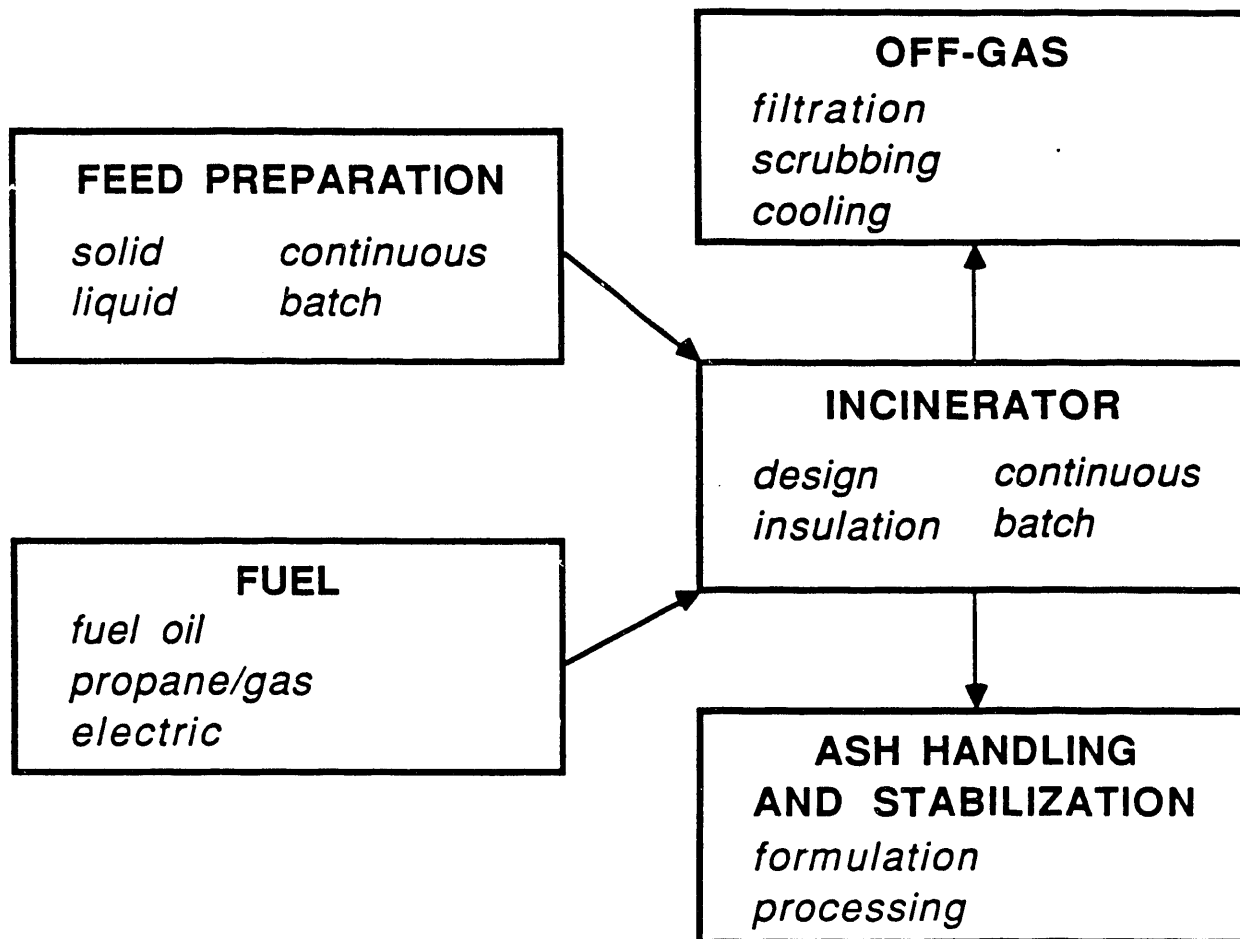 OFF-GAS
filtration
scrubbing
cooling
FEED PREPARATION
solid continuous
liquid batch
INCINERATOR
design continuous
insulation batch
FUEL
fuel oil
propane/gas
electric
ASH HANDLING
AND STABILIZATION
formulation
processing